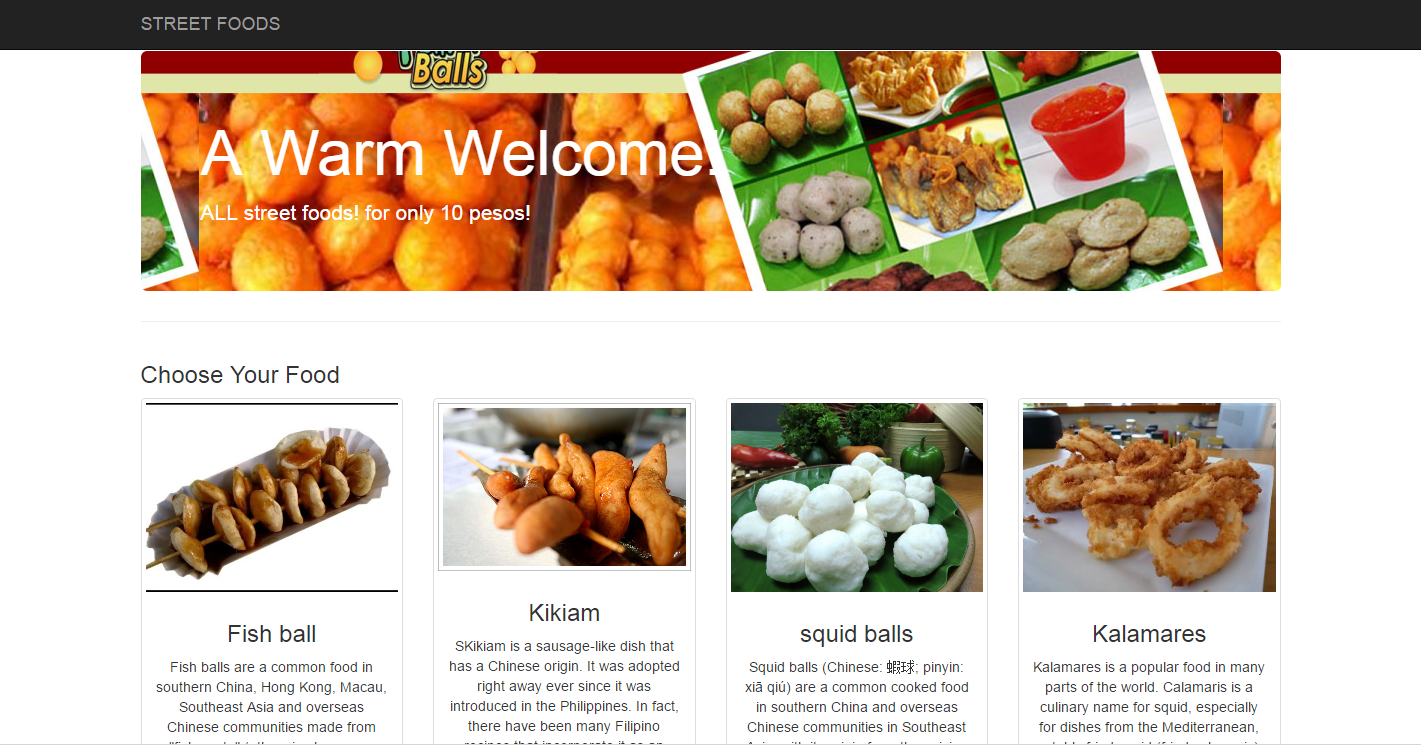 STREET FOODS
Balls
A Warm Welcome!
ALL street foods! for only 10 pesos!
Choose Your Food
Fish ball
Fish balls are a common food in
southern China, Hong Kong, Macau,
Southeast Asia and overseas
Chinese communities made from
Kikiam
SKikiam is a sausage-like dish that
has a Chinese origin. It was adopted
right away ever since it was
introduced in the Philippines. In fact,
there have been many Filipino
squid balls
Squid balls (Chinese: 蝦球; pinyin:
xiā qiú) are a common cooked food
in southern China and overseas
Chinese communities in Southeast
Kalamares
Kalamares is a popular food in many
parts of the world. Calamaris is a
culinary name for squid, especially
for dishes from the Mediterranean,